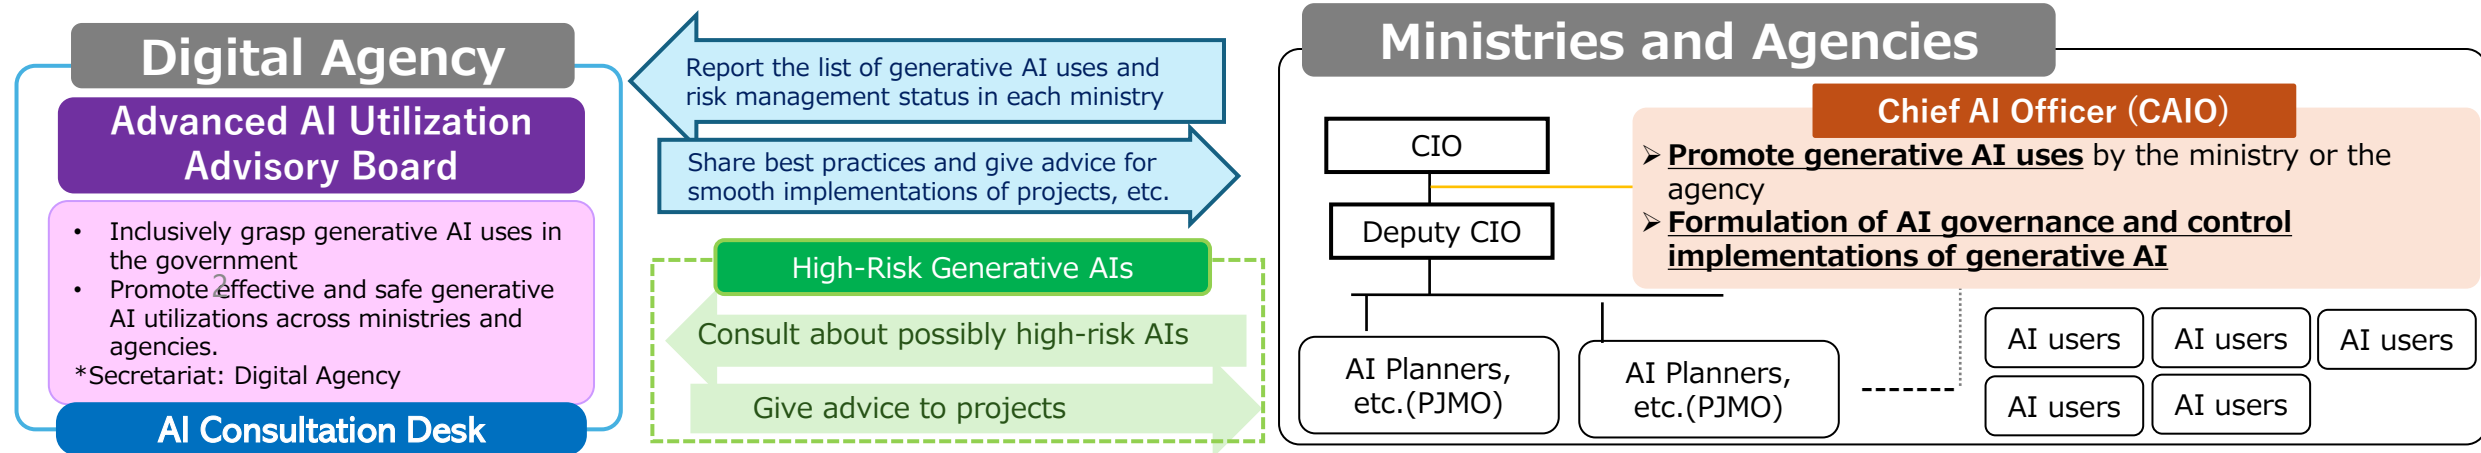 Digital Agency
Advanced AI Utilization
Advisory Board
• Inclusively grasp generative AI uses in
the government
• Promote effective and safe generative
AI utilizations across ministries and
agencies.
*Secretariat: Digital Agency
2
AI Consultation Desk
Report the list of generative AI uses and
risk management status in each ministry
Share best practices and give advice for
smooth implementations of projects, etc.
High-Risk Generative AIs
Consult about possibly high-risk AIs
Give advice to projects
Ministries and Agencies
CIO
Deputy CIO
AI Planners,
etc.(PJMO)
AI Planners,
etc.(PJMO)
Chief AI Officer (CAIO)
➢ Promote generative AI uses by the ministry or the
agency
➢ Formulation of AI governance and control
implementations of generative AI
AI users
AI users
AI users
AI users
AI users